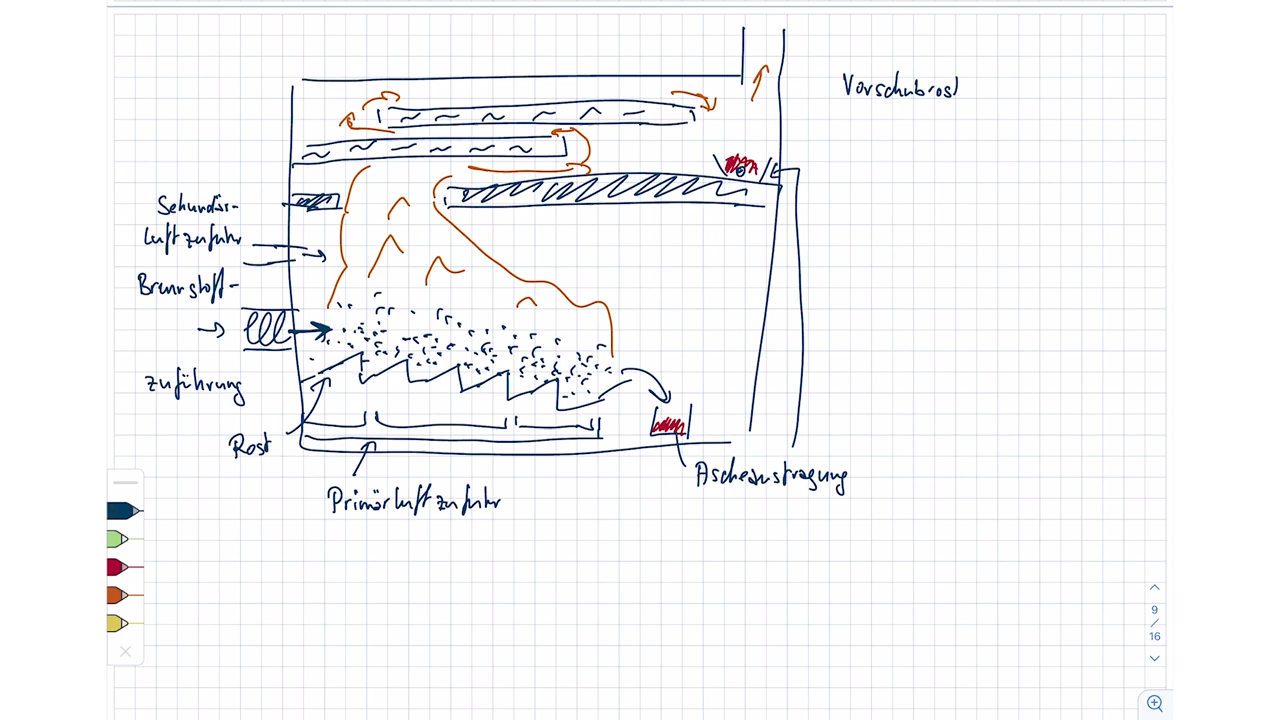 Vorschubrost
Sekundär-
luftzufuhr
Brennstoff-
zuführung
Rost
Primärluftzufuhr
Ascheaustragung
9
/
16